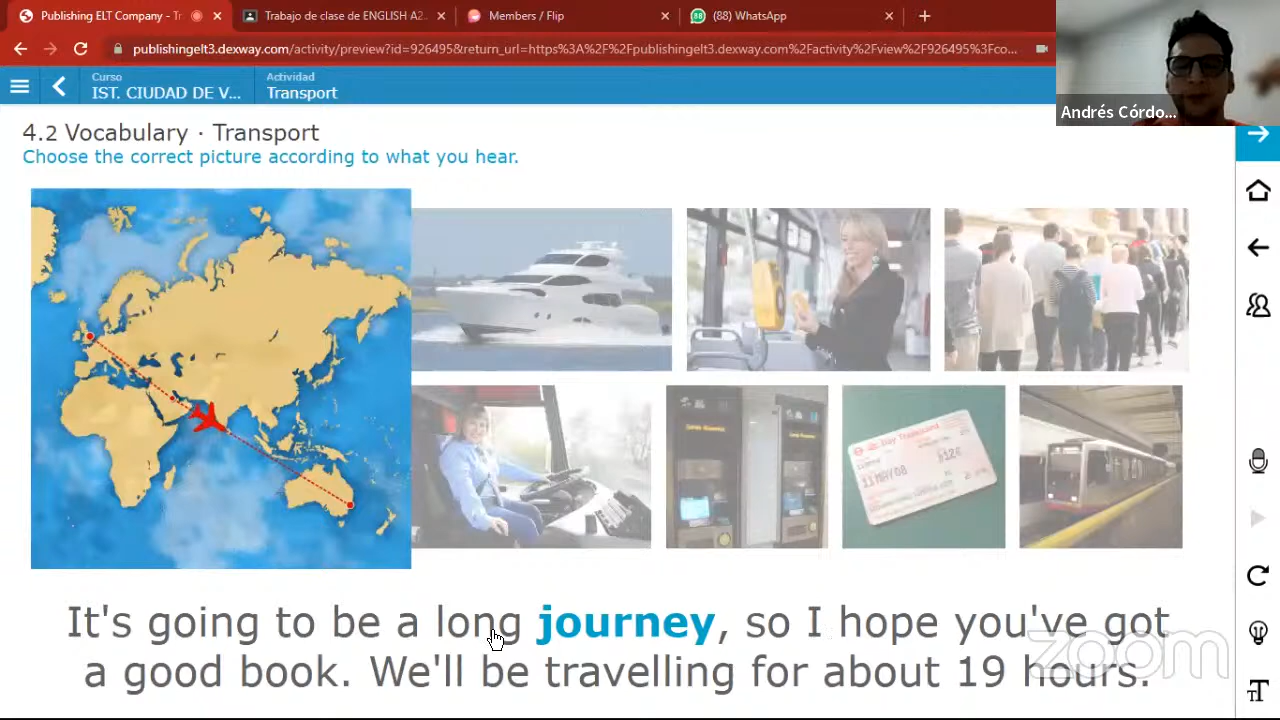 Publishing ELT Company - Tr
Trabajo de clase de ENGLISH A2
Members / Flip
(88) WhatsApp
88
publishingelt3.dexway.com/activity/preview?id=926495&return_url=https%3A%2F%2Fpublishingelt3.dexway.com%2Factivity%2Fview%2F926495%3Fco...
Curso
IST. CIUDAD DE V...
Actividad
Transport
Andrés Córdo...
4.2 Vocabulary · Transport
Choose the correct picture according to what you hear.
11MAY08
It's going to be a long journey, so I hope you've got
a good book. We'll be travelling for about 19 hours.
zoom